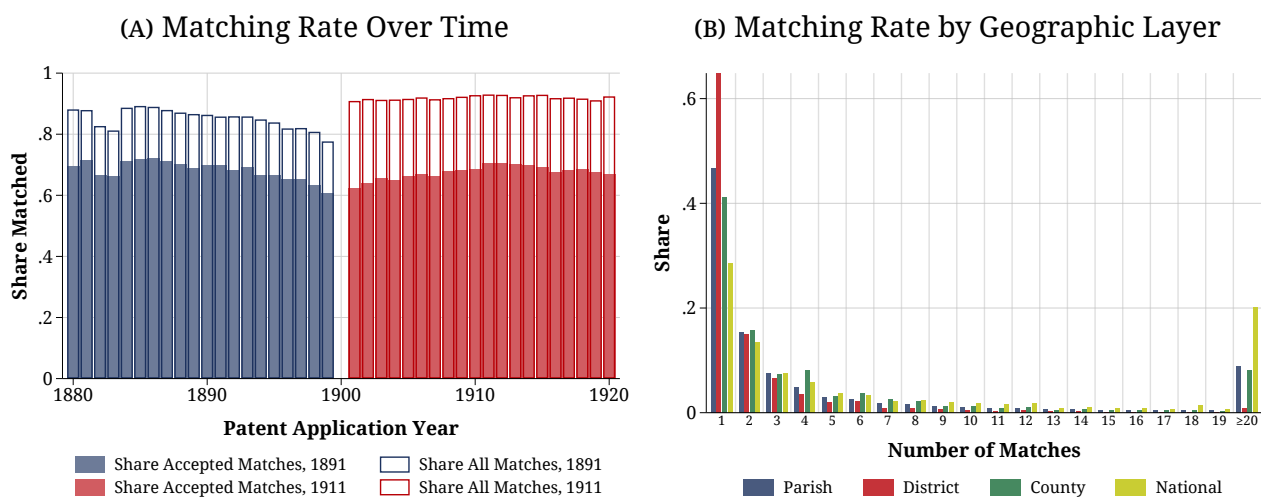 (A) Matching Rate Over Time
1
.8
.6
.4
.2
0
Share Matched
1880 1890 1900 1910 1920
Patent Application Year
Share Accepted Matches, 1891 Share All Matches, 1891
Share Accepted Matches, 1911 Share All Matches, 1911
(B) Matching Rate by Geographic Layer
.6
.4
.2
0
Share
1 2 3 4 5 6 7 8 9 10 11 12 13 14 15 16 17 18 19 ≥20
Number of Matches
Parish District County National